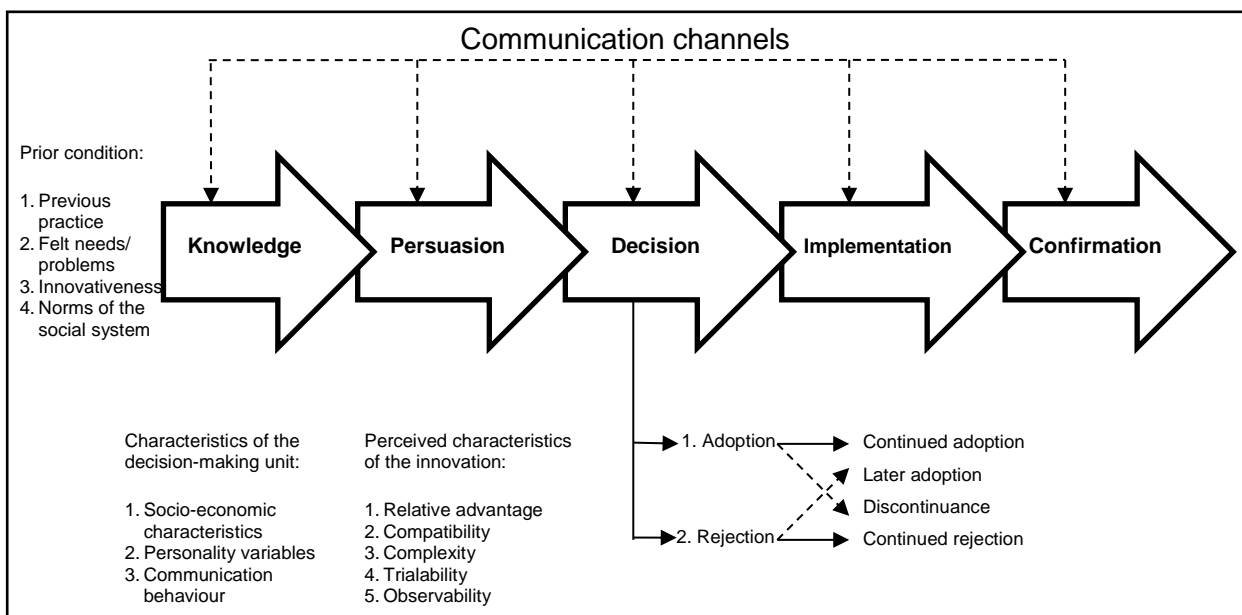 Communication channels
Prior condition:
1. Previous
practice
2. Felt needs/
problems
3. Innovativeness
4. Norms of the
social system
Knowledge
Persuasion
Decision
Implementation
Confirmation
Characteristics of the
decision-making unit:
1. Socio-economic
characteristics
2. Personality variables
3. Communication
behaviour
Perceived characteristics
of the innovation:
1. Relative advantage
2. Compatibility
3. Complexity
4. Trialability
5. Observability
1. Adoption
2. Rejection
Continued adoption
Later adoption
Discontinuance
Continued rejection